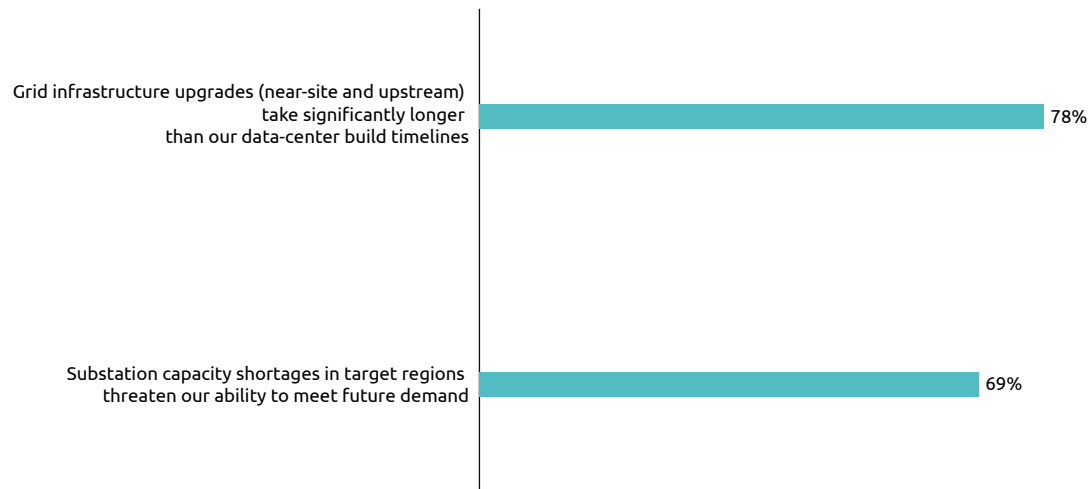 Grid infrastructure upgrades (near-site and upstream)
take significantly longer
than our data-center build timelines
78%
Substation capacity shortages in target regions
threaten our ability to meet future demand
69%